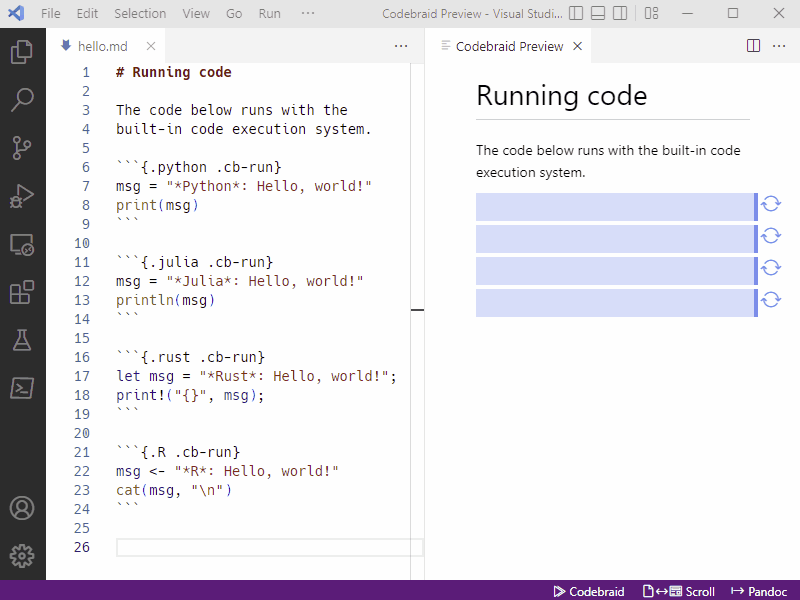 File Edit Selection View Go Run ··· Codebraid Preview - Visual Studi...
hello.md
Codebraid Preview
1 # Running code
2
3 The code below runs with the
4 built-in code execution system.
5
6 ```{.python .cb-run}
7 msg = "*Python*: Hello, world!"
8 print(msg)
9 ```
10
11 ```{.julia .cb-run}
12 msg = "*Julia*: Hello, world!"
13 println(msg)
14 ```
15
16 ```{.rust .cb-run}
17 let msg = "*Rust*: Hello, world!";
18 print!("{}", msg);
19 ```
20
21 ```{.R .cb-run}
22 msg <- "*R*: Hello, world!"
23 cat(msg, "\n")
24 ```
25
26
Running code
The code below runs with the built-in code
execution system.
Codebraid Scroll Pandoc